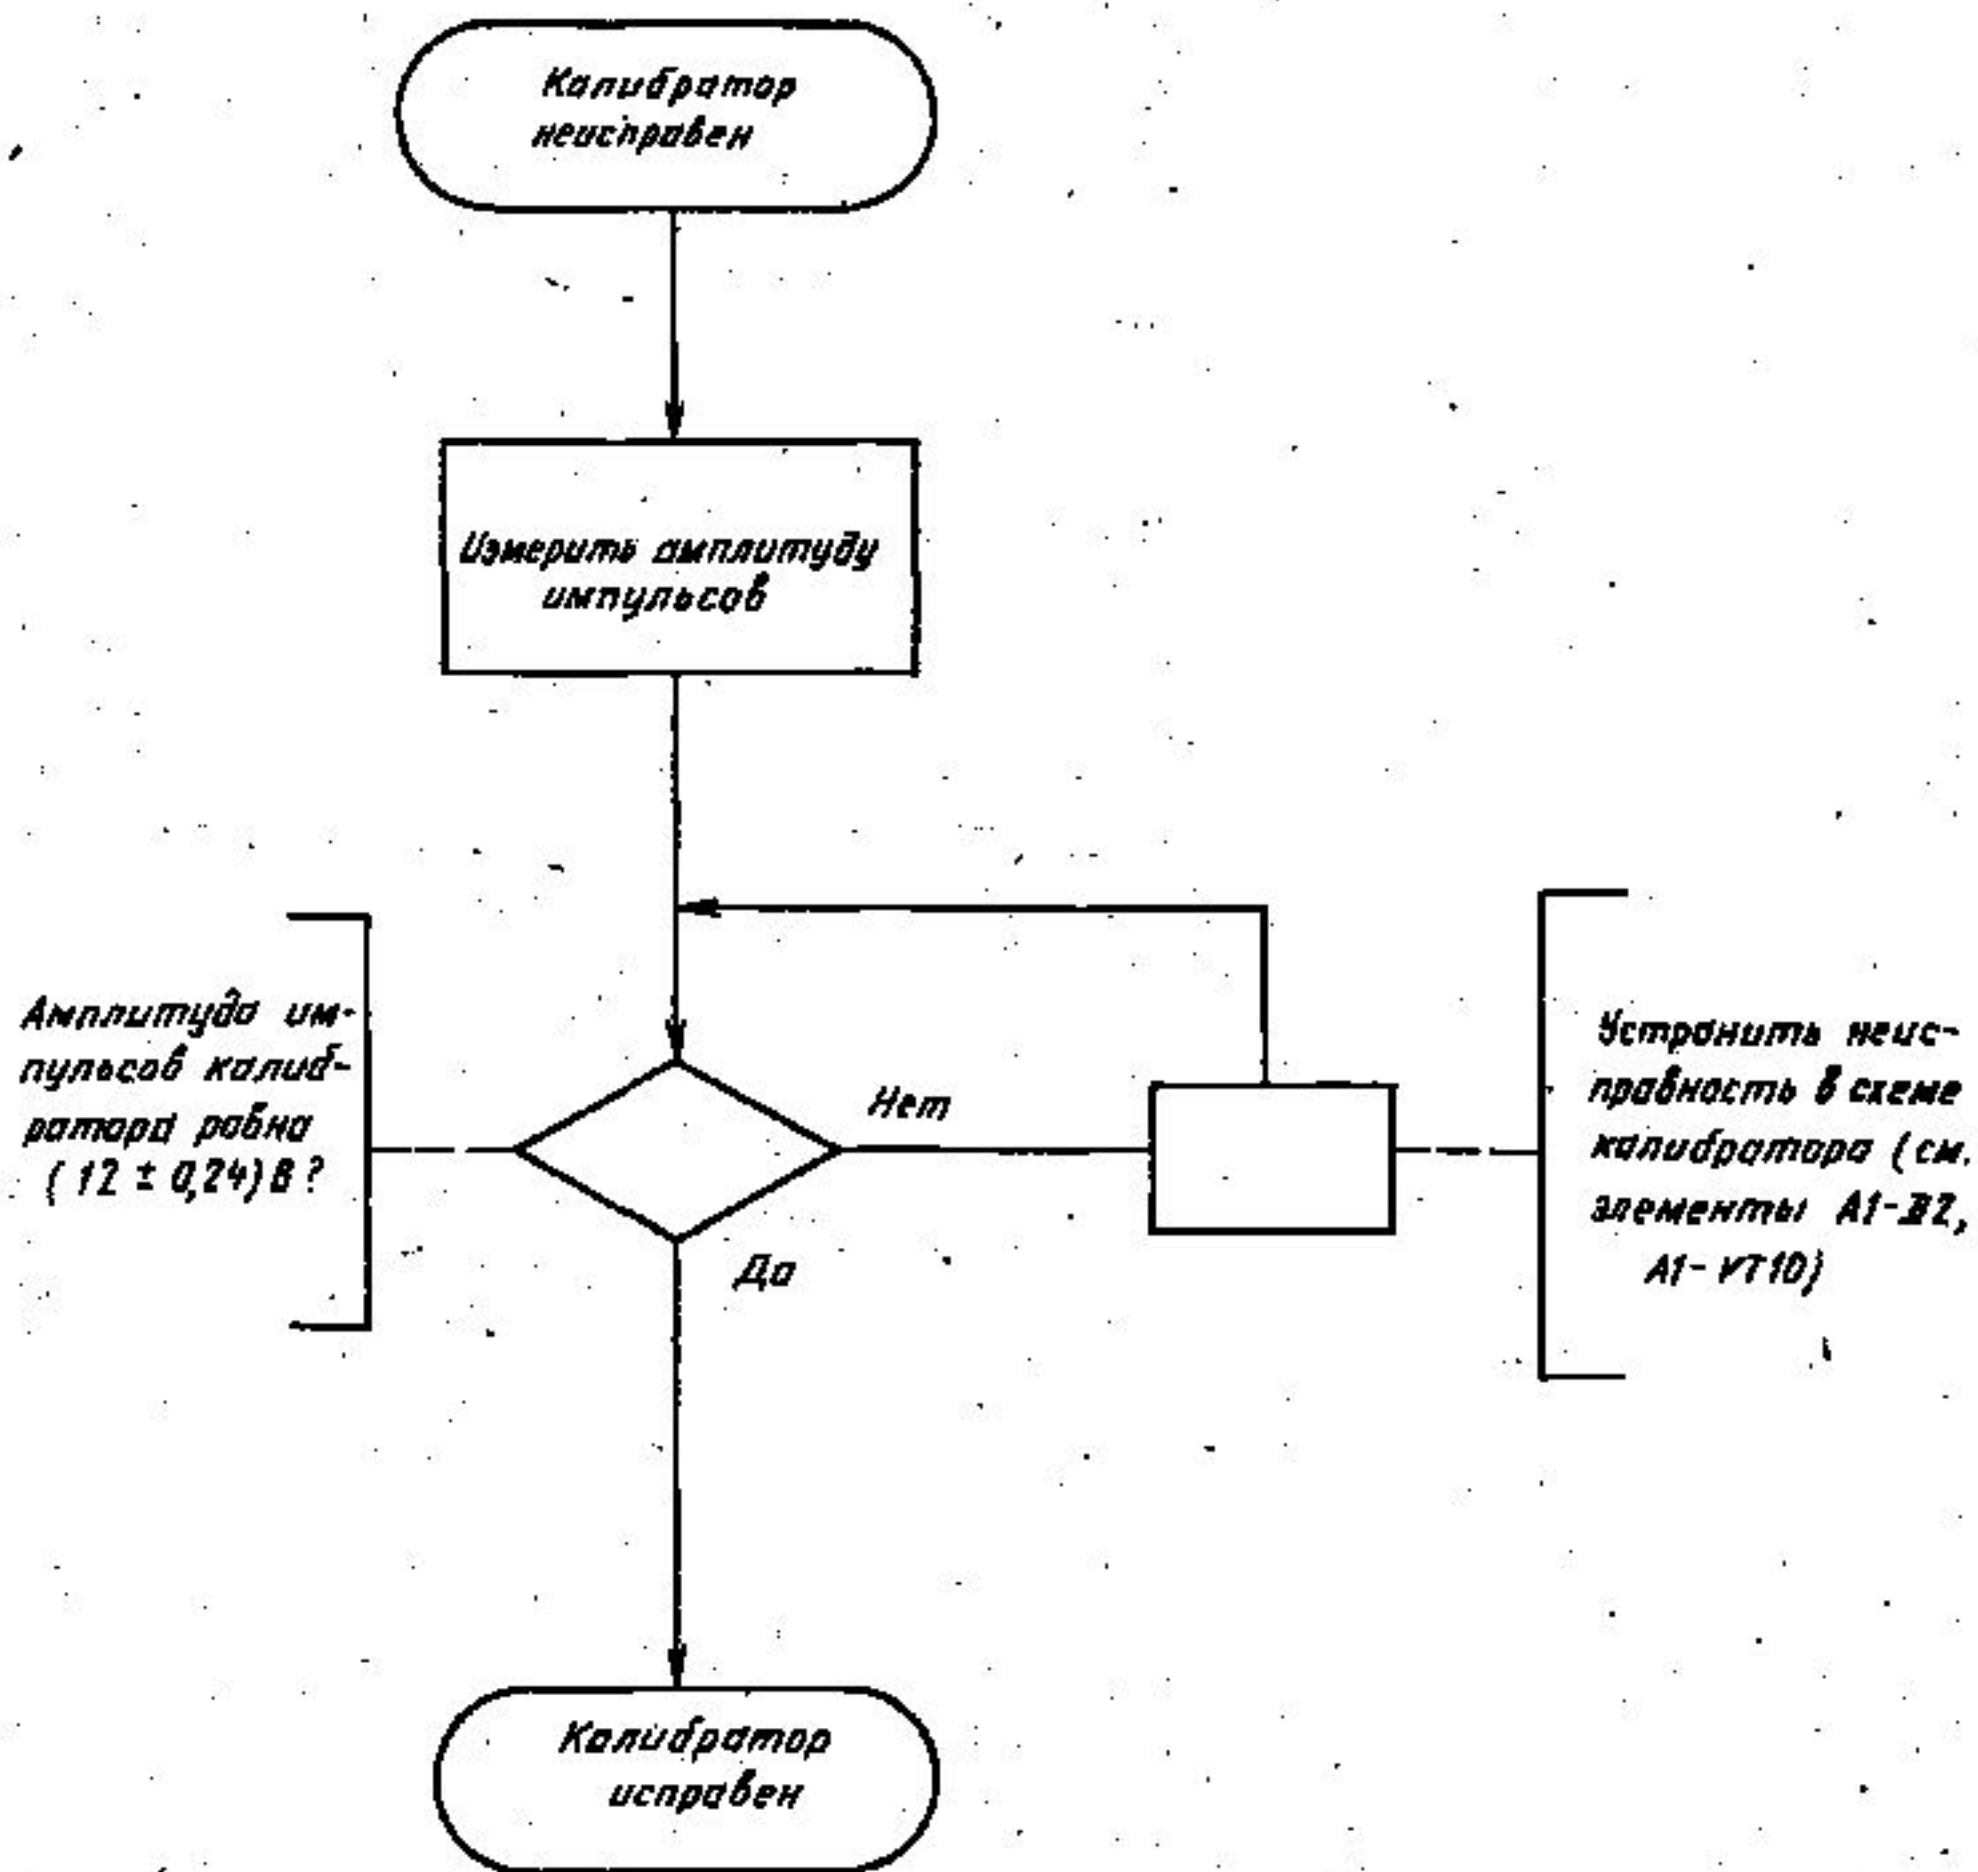 Калибратор
неисправен
Измерить амплитуду
импульсов
Амплитуда им-
пульсов калиб-
ратора равна
(12 ± 0,24) В?
Нет
Да
Устранить неис-
правность в схеме
калибратора (см.
элементы А1-D2,
А1-VT10)
Калибратор
исправен